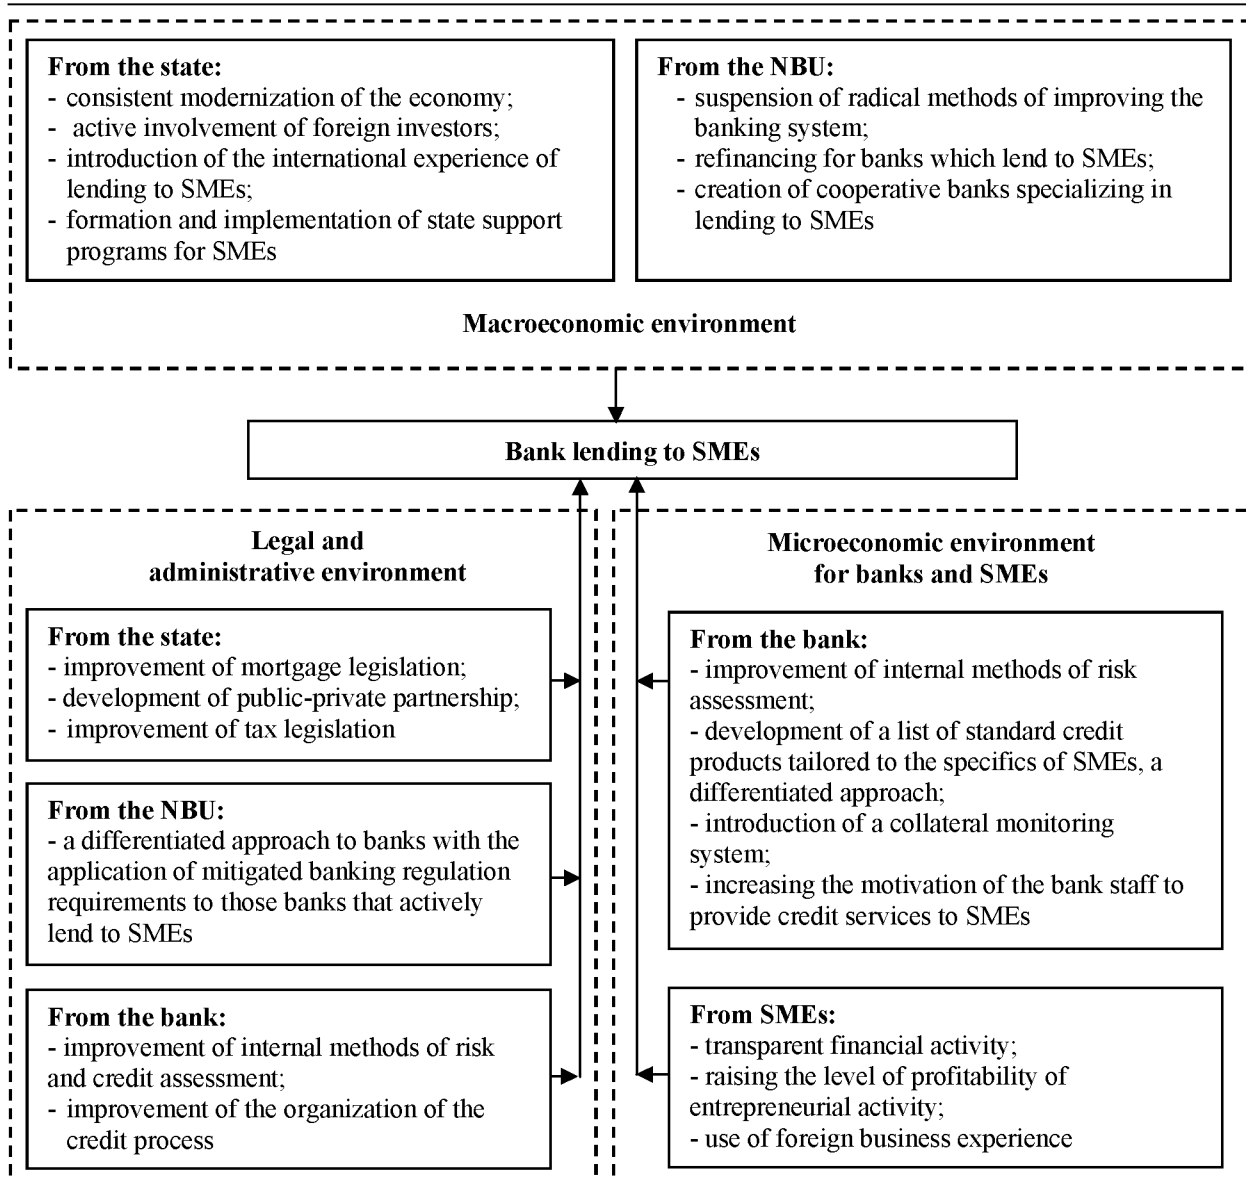 From the state:
- consistent modernization of the economy;
- active involvement of foreign investors;
- introduction of the international experience of
lending to SMEs;
- formation and implementation of state support
programs for SMEs
From the NBU:
- suspension of radical methods of improving the
banking system;
- refinancing for banks which lend to SMEs;
- creation of cooperative banks specializing in
lending to SMEs
Macroeconomic environment
Bank lending to SMEs
Legal and
administrative environment
From the state:
- improvement of mortgage legislation;
- development of public-private partnership;
- improvement of tax legislation
From the NBU:
- a differentiated approach to banks with the
application of mitigated banking regulation
requirements to those banks that actively
lend to SMEs
From the bank:
- improvement of internal methods of risk
and credit assessment;
- improvement of the organization of the
credit process
Microeconomic environment
for banks and SMEs
From the bank:
- improvement of internal methods of risk
assessment;
- development of a list of standard credit
products tailored to the specifics of SMEs, a
differentiated approach;
- introduction of a collateral monitoring
system;
- increasing the motivation of the bank staff to
provide credit services to SMEs
From SMEs:
- transparent financial activity;
- raising the level of profitability of
entrepreneurial activity;
- use of foreign business experience